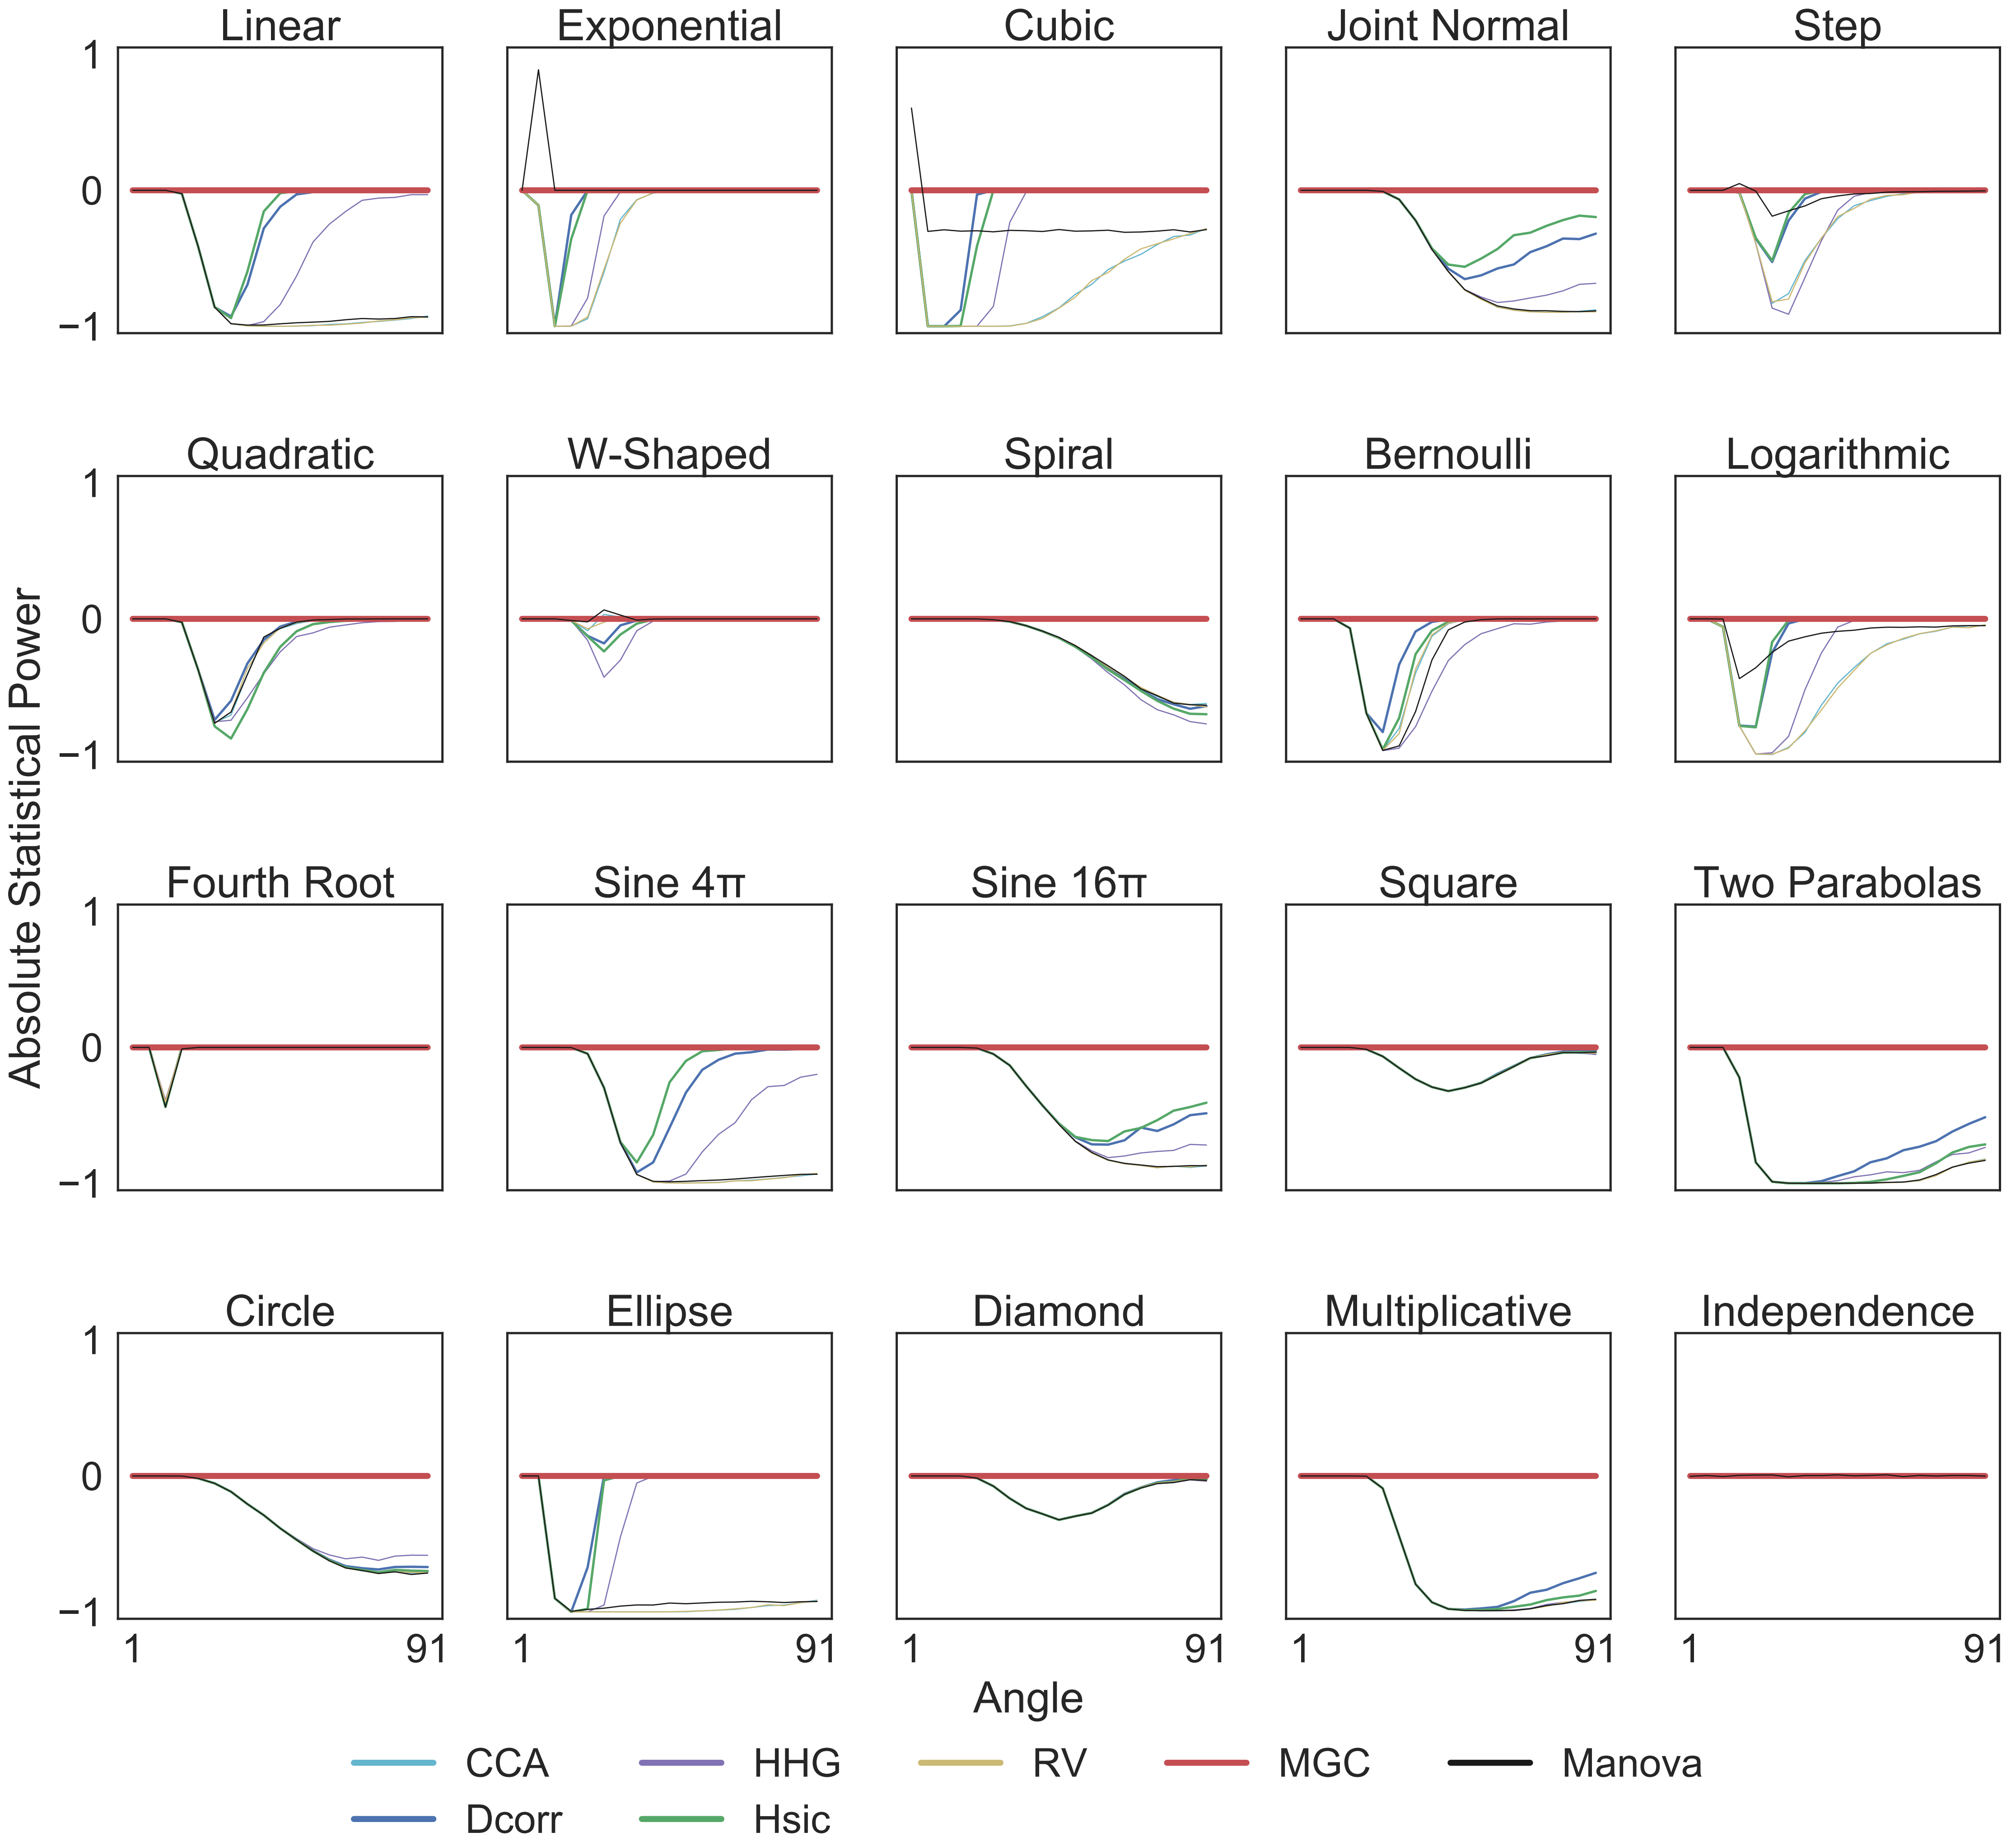 Linear Exponential Cubic Joint Normal Step
1
0
−1
Quadratic W-Shaped Spiral Bernoulli Logarithmic
1
0
−1
Absolute Statistical Power
Fourth Root Sine 4π Sine 16π Square Two Parabolas
1
0
−1
Circle Ellipse Diamond Multiplicative Independence
1
0
−1
1 91 1 91 1 91 1 91 1 91
Angle
CCA HHG RV MGC Manova
Dcorr Hsic